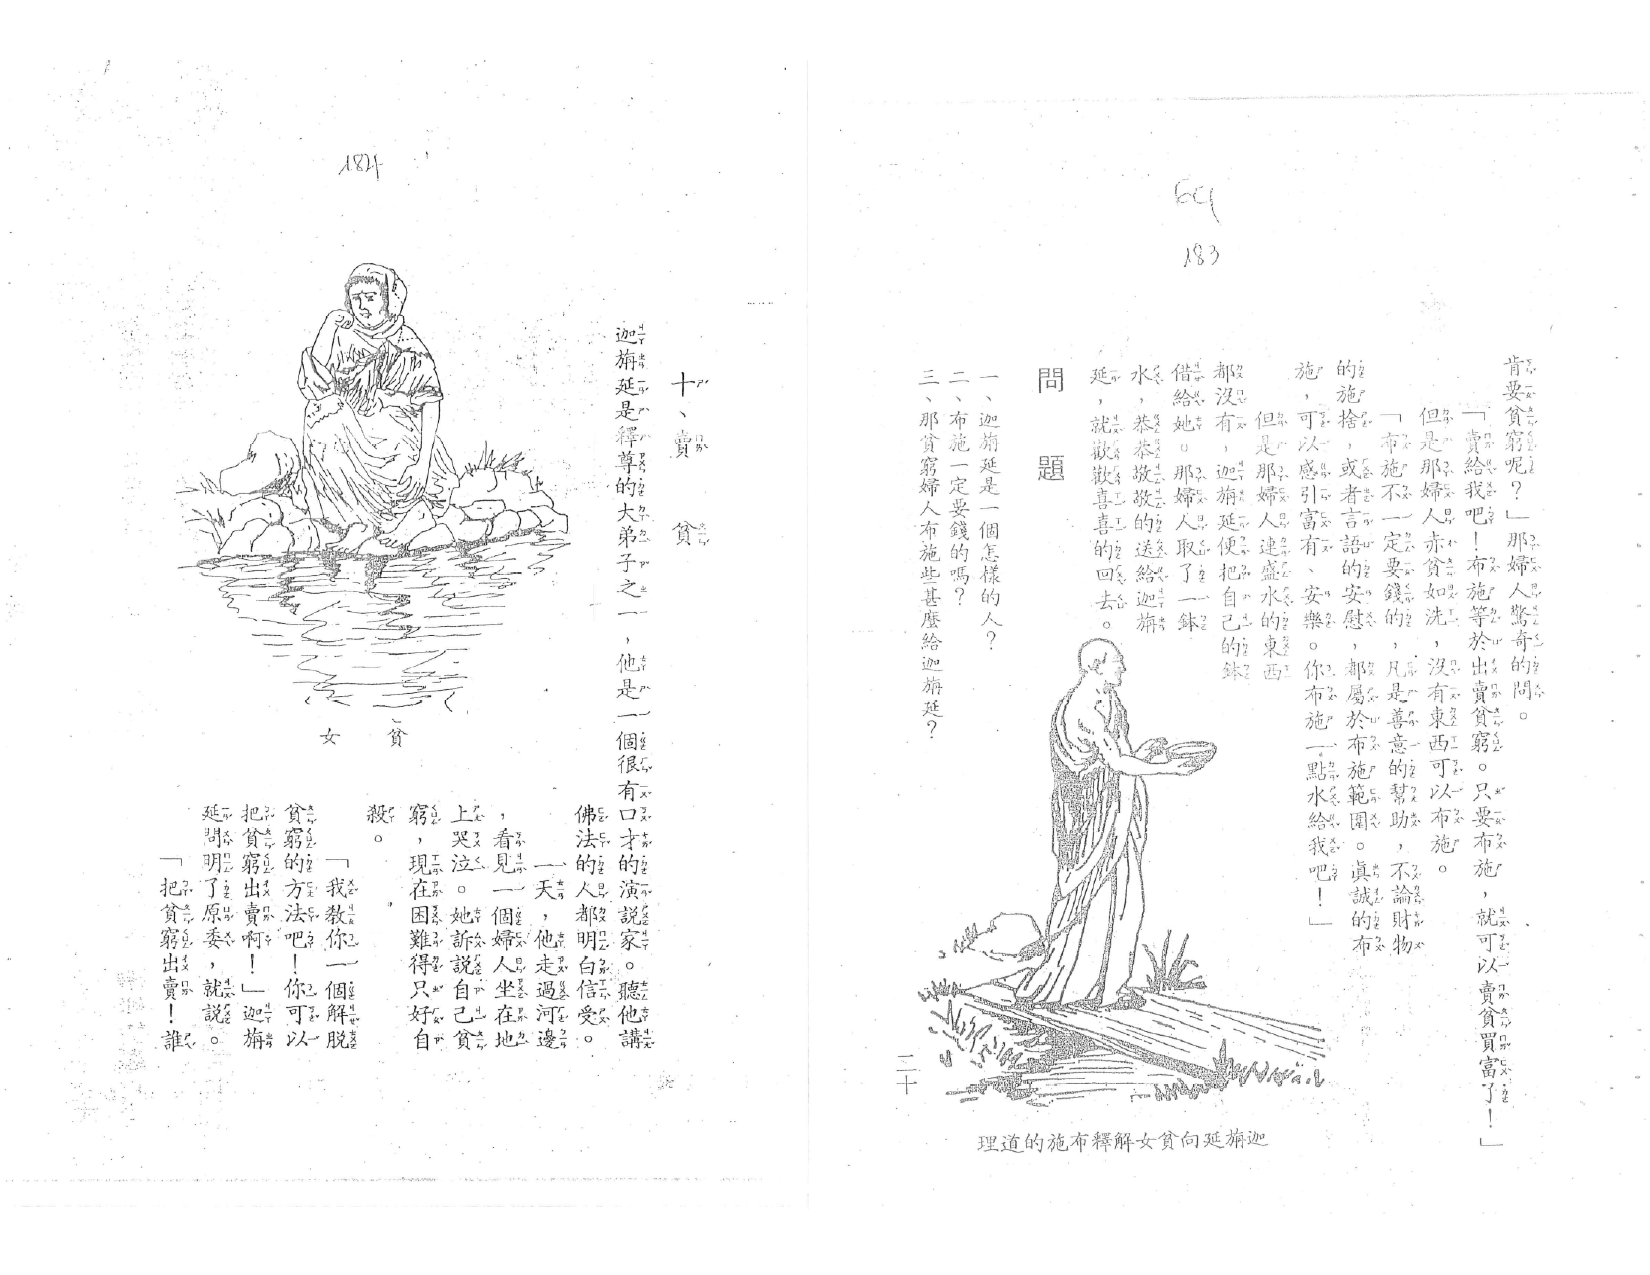 184
十、賣　貧
迦旃延是釋尊的大弟子之一，他是一個很有口才的演說家。聽他講
佛法的人都明白信受。
一天，他走過河邊
，看見一個婦人坐在地
上哭泣。她訴說自己貧
窮，現在困難得只好自
殺。
「我教你一個解脫
貧窮的方法吧！你可以
把貧窮出賣啊！」迦旃
延問明了原委，就說。
「把貧窮出賣！誰
貧女
69
183
肯要貧窮呢？」那婦人驚奇的問。
「賣給我吧！布施等於出賣貧窮。只要布施，就可以賣貧買富了！」
但是那婦人赤貧如洗，沒有東西可以布施。
「布施不一定要錢的，凡是善意的幫助，不論財物
的施捨，或者言語的安慰，都屬於布施範圍。真誠的布
施，可以感引富有、安樂。你布施一點水給我吧！」
但是那婦人連盛水的東西
都沒有，迦旃延便把自己的鉢
借給她。那婦人取了一鉢
水，恭恭敬敬的送給迦旃
延，就歡歡喜喜的回去。
問　題
一、迦旃延是一個怎樣的人？
二、布施一定要錢的嗎？
三、那貧窮婦人布施些甚麼給迦旃延？
理道的施布釋解女貧向延旃迦
二十